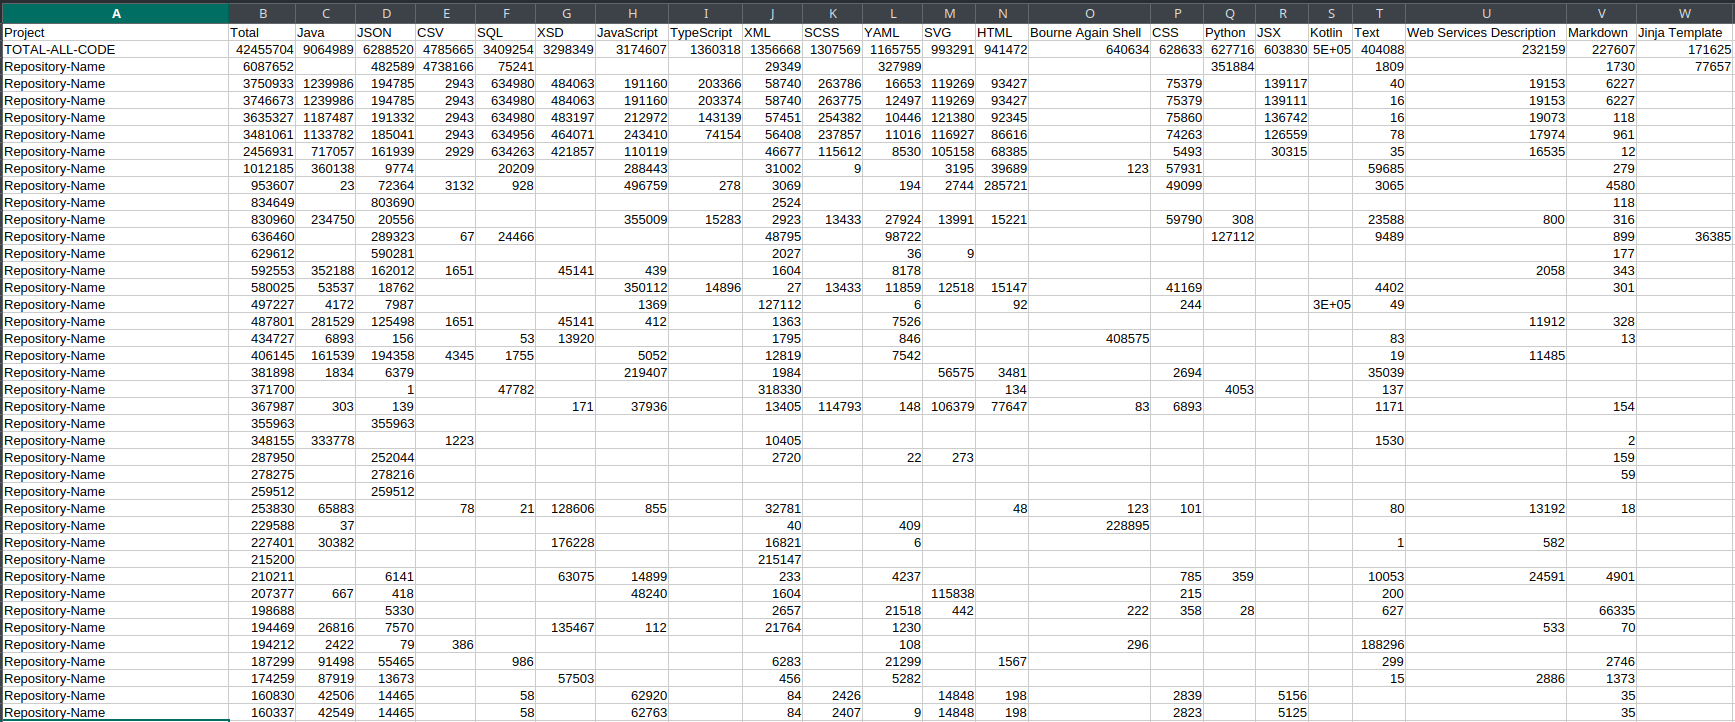 A B C D E F G H I J K L M N O P Q R S T U V W
Project Total Java JSON CSV SQL XSD JavaScript TypeScript XML SCSS YAML SVG HTML Bourne Again Shell CSS Python JSX Kotlin Text Web Services Description Markdown Jinja Template
TOTAL-ALL-CODE 42455704 9064989 6288520 4785665 3409254 3298349 3174607 1360318 1356668 1307569 1165755 993291 941472 640634 628633 627716 603830 5E+05 404088 232159 227607 171625
Repository-Name 6087652 482589 4738166 75241 29349 327989 351884 1809 1730 77657
Repository-Name 3750933 1239986 194785 2943 634980 484063 191160 203366 58740 263786 16653 119269 93427 75379 139117 40 19153 6227
Repository-Name 3746673 1239986 194785 2943 634980 484063 191160 203374 58740 263775 12497 119269 93427 75379 139111 16 19153 6227
Repository-Name 3635327 1187487 191332 2943 634980 483197 212972 143139 57451 254382 10446 121380 92345 75860 136742 16 19073 118
Repository-Name 3481061 1133782 185041 2943 634956 464071 243410 74154 56408 237857 11016 116927 86616 74263 126559 78 17974 961
Repository-Name 2456931 717057 161939 2929 634263 421857 110119 46677 115612 8530 105158 68385 5493 30315 35 16535 12
Repository-Name 1012185 360138 9774 20209 288443 31002 9 3195 39689 123 57931 59685 279
Repository-Name 953607 23 72364 3132 928 496759 278 3069 194 2744 285721 49099 3065 4580
Repository-Name 834649 803690 2524 118
Repository-Name 830960 234750 20556 355009 15283 2923 13433 27924 13991 15221 59790 308 23588 800 316
Repository-Name 636460 289323 67 24466 48795 98722 127112 9489 899 36385
Repository-Name 629612 590281 2027 36 9 177
Repository-Name 592553 352188 162012 1651 45141 439 1604 8178 2058 343
Repository-Name 580025 53537 18762 350112 14896 27 13433 11859 12518 15147 41169 4402 301
Repository-Name 497227 4172 7987 1369 127112 6 92 244 3E+05 49
Repository-Name 487801 281529 125498 1651 45141 412 1363 7526 11912 328
Repository-Name 434727 6893 156 53 13920 1795 846 408575 83 13
Repository-Name 406145 161539 194358 4345 1755 5052 12819 7542 19 11485
Repository-Name 381898 1834 6379 219407 1984 56575 3481 2694 35039
Repository-Name 371700 1 47782 318330 134 4053 137
Repository-Name 367987 303 139 171 37936 13405 114793 148 106379 77647 83 6893 1171 154
Repository-Name 355963 355963
Repository-Name 348155 333778 1223 10405 1530 2
Repository-Name 287950 252044 2720 22 273 159
Repository-Name 278275 278216 59
Repository-Name 259512 259512
Repository-Name 253830 65883 78 21 128606 855 32781 48 123 101 80 13192 18
Repository-Name 229588 37 40 409 228895
Repository-Name 227401 30382 176228 16821 6 1 582
Repository-Name 215200 215147
Repository-Name 210211 6141 63075 14899 233 4237 785 359 10053 24591 4901
Repository-Name 207377 667 418 48240 1604 115838 215 200
Repository-Name 198688 5330 2657 21518 442 222 358 28 627 66335
Repository-Name 194469 26816 7570 135467 112 21764 1230 533 70
Repository-Name 194212 2422 79 386 108 296 188296
Repository-Name 187299 91498 55465 986 6283 21299 1567 299 2746
Repository-Name 174259 87919 13673 57503 456 5282 15 2886 1373
Repository-Name 160830 42506 14465 58 62920 84 2426 14848 198 2839 5156 35
Repository-Name 160337 42549 14465 58 62763 84 2407 9 14848 198 2823 5125 35